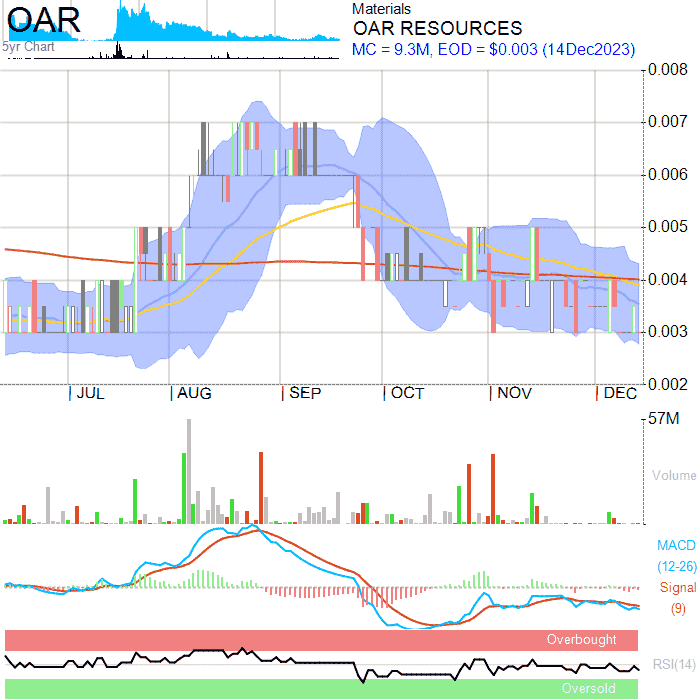 OAR
5yr Chart
Materials
OAR RESOURCES
MC = 9.3M, EOD = $0.003 (14Dec2023)
0.008
0.007
0.006
0.005
0.004
0.003
0.002
JUL AUG SEP OCT NOV DEC
57M
Volume
MACD
(12-26)
Signal
(9)
Overbought
RSI(14)
Oversold